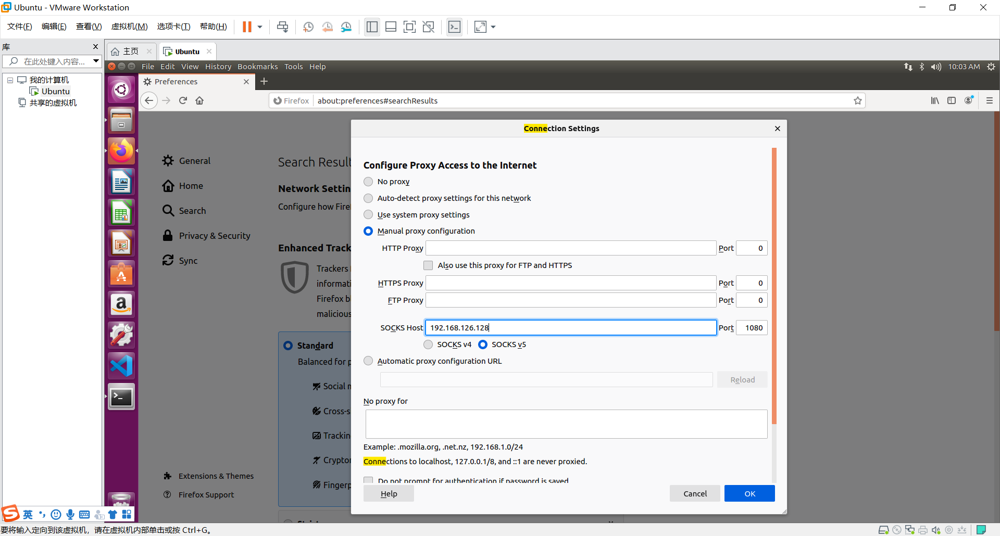 Ubuntu - VMware Workstation
文件(F) 编辑(E) 查看(V) 虚拟机(M) 选项卡(T) 帮助(H)
库
在此处键入内容...
我的计算机
Ubuntu
共享的虚拟机
主页
Ubuntu
File Edit View History Bookmarks Tools Help
10:03 AM
Preferences
Firefox about:preferences#searchResults
General
Home
Search
Privacy & Security
Sync
Extensions & Themes
Firefox Support
Search Result
Network Settin
Configure how Fire
Enhanced Track
Trackers
informati
Firefox b
malicious
Standard
Balanced for p
Social m
Cross-s
Trackin
Crypto
Fingerp
Connection Settings
Configure Proxy Access to the Internet
No proxy
Auto-detect proxy settings for this network
Use system proxy settings
Manual proxy configuration
HTTP Proxy Port 0
Also use this proxy for FTP and HTTPS
HTTPS Proxy Port 0
FTP Proxy Port 0
SOCKS Host 192.168.126.128 Port 1080
SOCKS v4 SOCKS v5
Automatic proxy configuration URL
Reload
No proxy for
Example: .mozilla.org, .net.nz, 192.168.1.0/24
Connections to localhost, 127.0.0.1/8, and ::1 are never proxied.
Do not prompt for authentication if password is saved
Help Cancel OK
英
要将输入定向到该虚拟机，请在虚拟机内部单击或按 Ctrl+G。